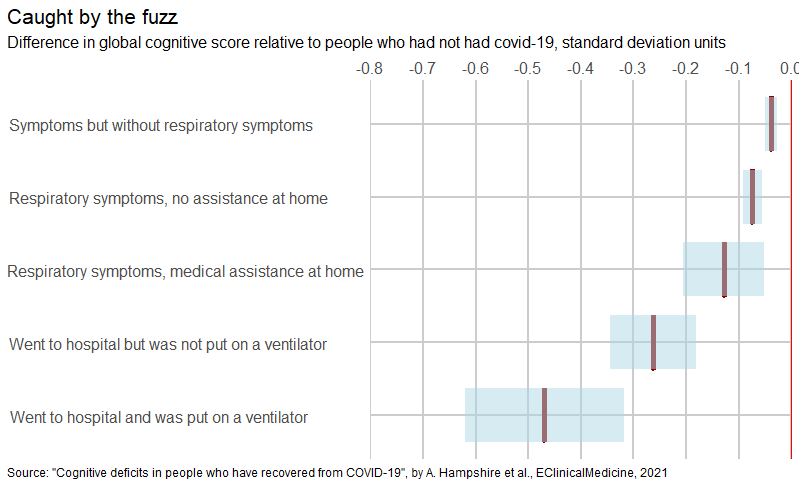 Caught by the fuzz
Difference in global cognitive score relative to people who had not had covid-19, standard deviation units
-0.8 -0.7 -0.6 -0.5 -0.4 -0.3 -0.2 -0.1 0.0
Symptoms but without respiratory symptoms
Respiratory symptoms, no assistance at home
Respiratory symptoms, medical assistance at home
Went to hospital but was not put on a ventilator
Went to hospital and was put on a ventilator
Source: "Cognitive deficits in people who have recovered from COVID-19", by A. Hampshire et al., EClinicalMedicine, 2021